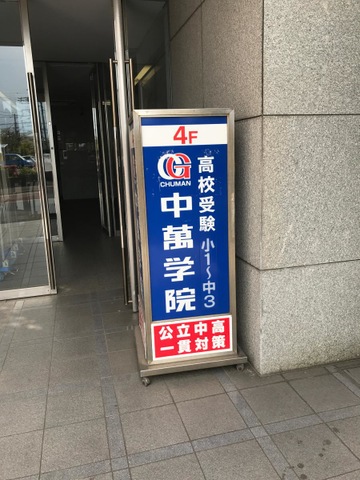 4F
CG
CHUMAN
中萬学院
高校受験 小1〜中3
公立中高
一貫対策